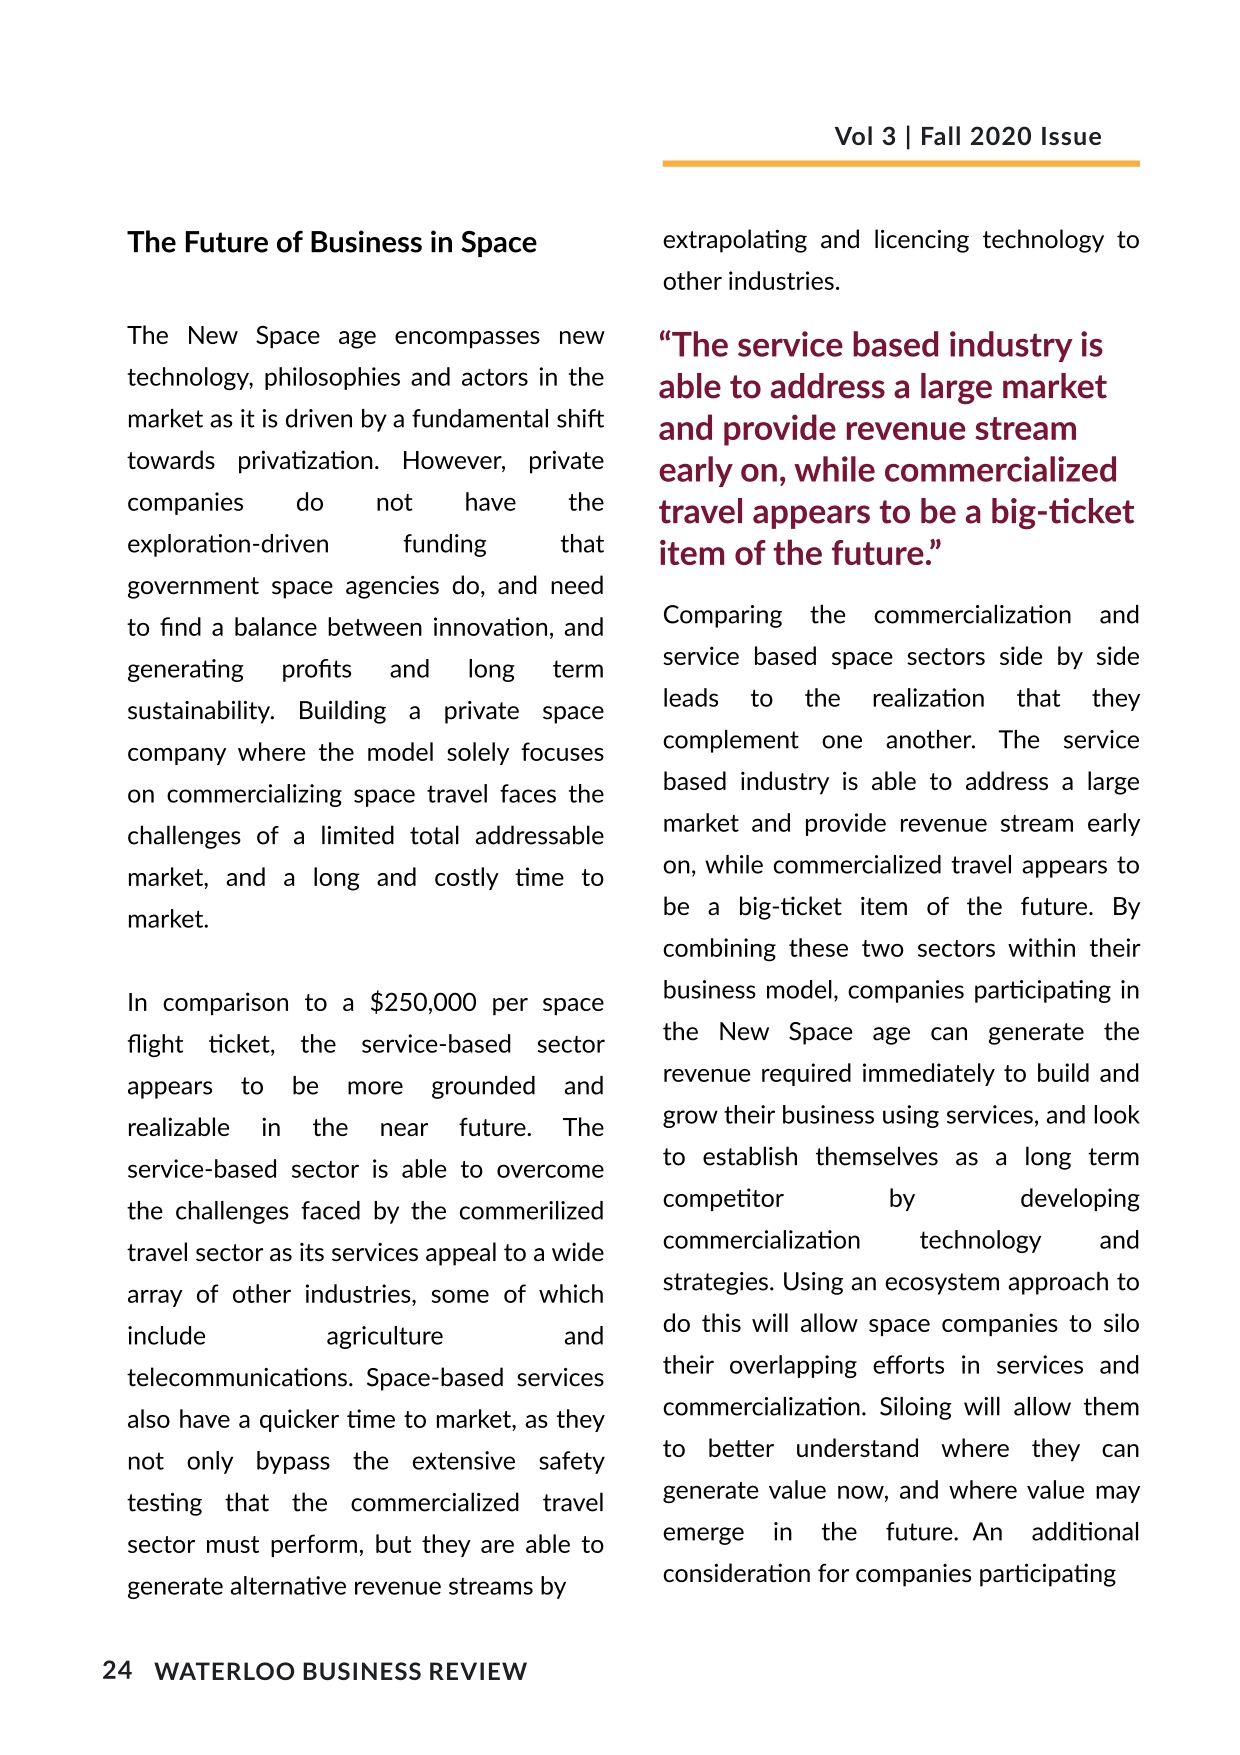 Vol 3 | Fall 2020 Issue
The Future of Business in Space
The New Space age encompasses new
technology, philosophies and actors in the
market as it is driven by a fundamental shift
towards privatization. However, private
companies do not have the
exploration-driven funding that
government space agencies do, and need
to find a balance between innovation, and
generating profits and long term
sustainability. Building a private space
company where the model solely focuses
on commercializing space travel faces the
challenges of a limited total addressable
market, and a long and costly time to
market.
In comparison to a $250,000 per space
flight ticket, the service-based sector
appears to be more grounded and
realizable in the near future. The
service-based sector is able to overcome
the challenges faced by the commerilized
travel sector as its services appeal to a wide
array of other industries, some of which
include agriculture and
telecommunications. Space-based services
also have a quicker time to market, as they
not only bypass the extensive safety
testing that the commercialized travel
sector must perform, but they are able to
generate alternative revenue streams by
extrapolating and licencing technology to
other industries.
“The service based industry is
able to address a large market
and provide revenue stream
early on, while commercialized
travel appears to be a big-ticket
item of the future.”
Comparing the commercialization and
service based space sectors side by side
leads to the realization that they
complement one another. The service
based industry is able to address a large
market and provide revenue stream early
on, while commercialized travel appears to
be a big-ticket item of the future. By
combining these two sectors within their
business model, companies participating in
the New Space age can generate the
revenue required immediately to build and
grow their business using services, and look
to establish themselves as a long term
competitor by developing
commercialization technology and
strategies. Using an ecosystem approach to
do this will allow space companies to silo
their overlapping efforts in services and
commercialization. Siloing will allow them
to better understand where they can
generate value now, and where value may
emerge in the future. An additional
consideration for companies participating
24 WATERLOO BUSINESS REVIEW